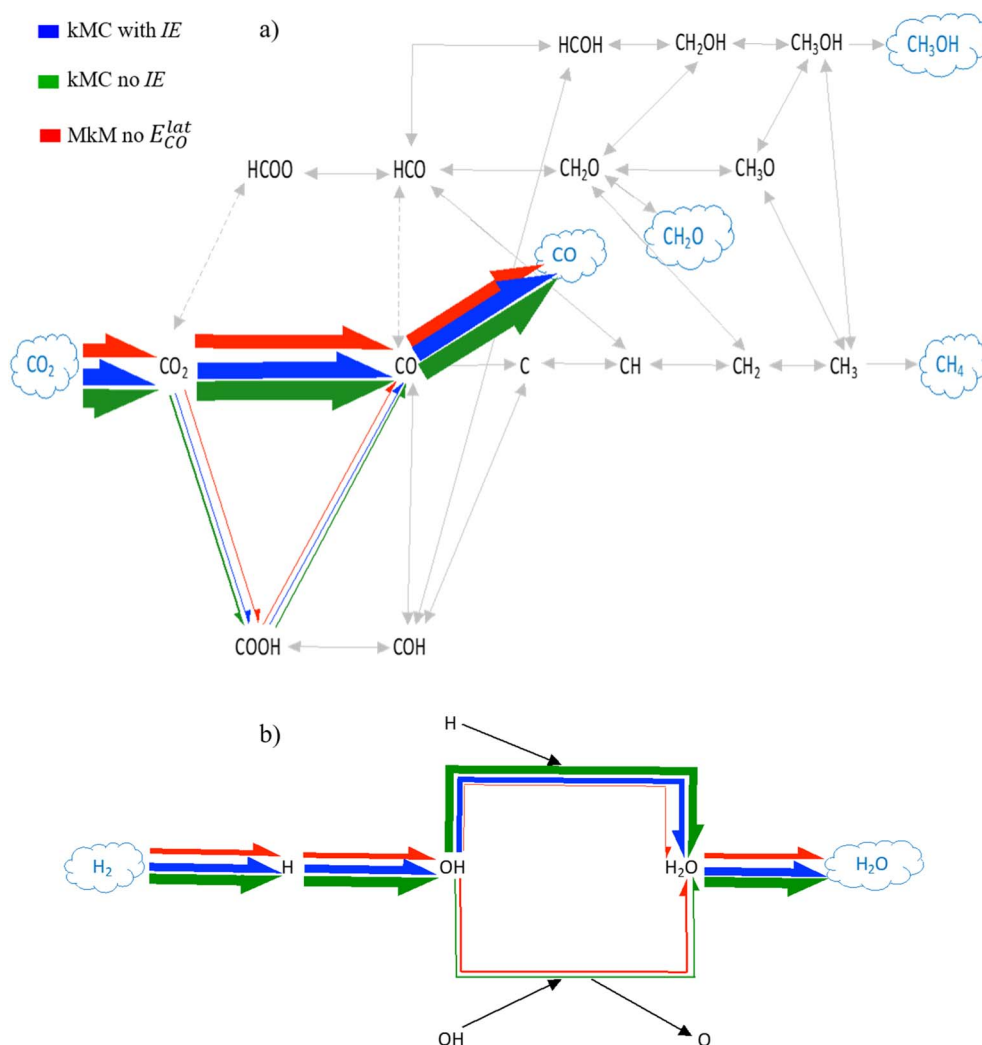 kMC with IE
a)
HCOH CH₂OH CH₃OH CH₃OH
kMC no IE
MkM no E_CO^lat
HCOO HCO CH₂O CH₃O
CH₂O
CO
CO₂ CO₂ CO C CH CH₂ CH₃ CH₄
COOH COH
b)
H
H₂ H OH H₂O H₂O
OH O